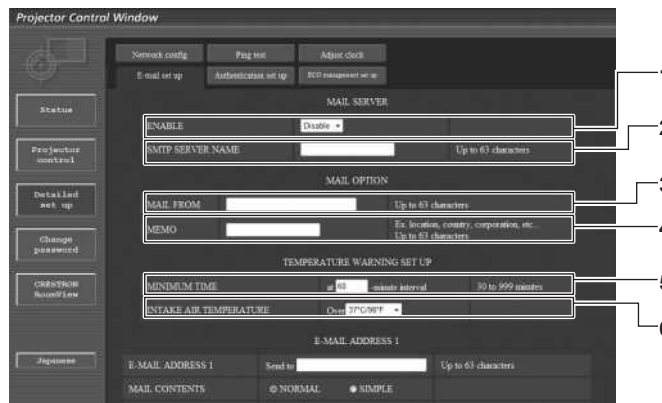 Projector Control Window
Network config Ping test Adjust clock
E-mail set up Authentication set up ECO management set up
Status
Projector control
Detailed set up
Change password
CRESTRON RoomView
Japanese
MAIL SERVER
ENABLE Disable 1
SMTP SERVER NAME Up to 63 characters 2
MAIL OPTION
MAIL FROM Up to 63 characters 3
MEMO Ex. location, country, corporation, etc... 4
Up to 63 characters
TEMPERATURE WARNING SET UP
MINIMUM TIME at 60 -minute interval 30 to 999 minutes 5
INTAKE AIR TEMPERATURE Over 37°C/98°F 6
E-MAIL ADDRESS 1
E-MAIL ADDRESS 1 Send to Up to 63 characters
MAIL CONTENTS NORMAL SIMPLE